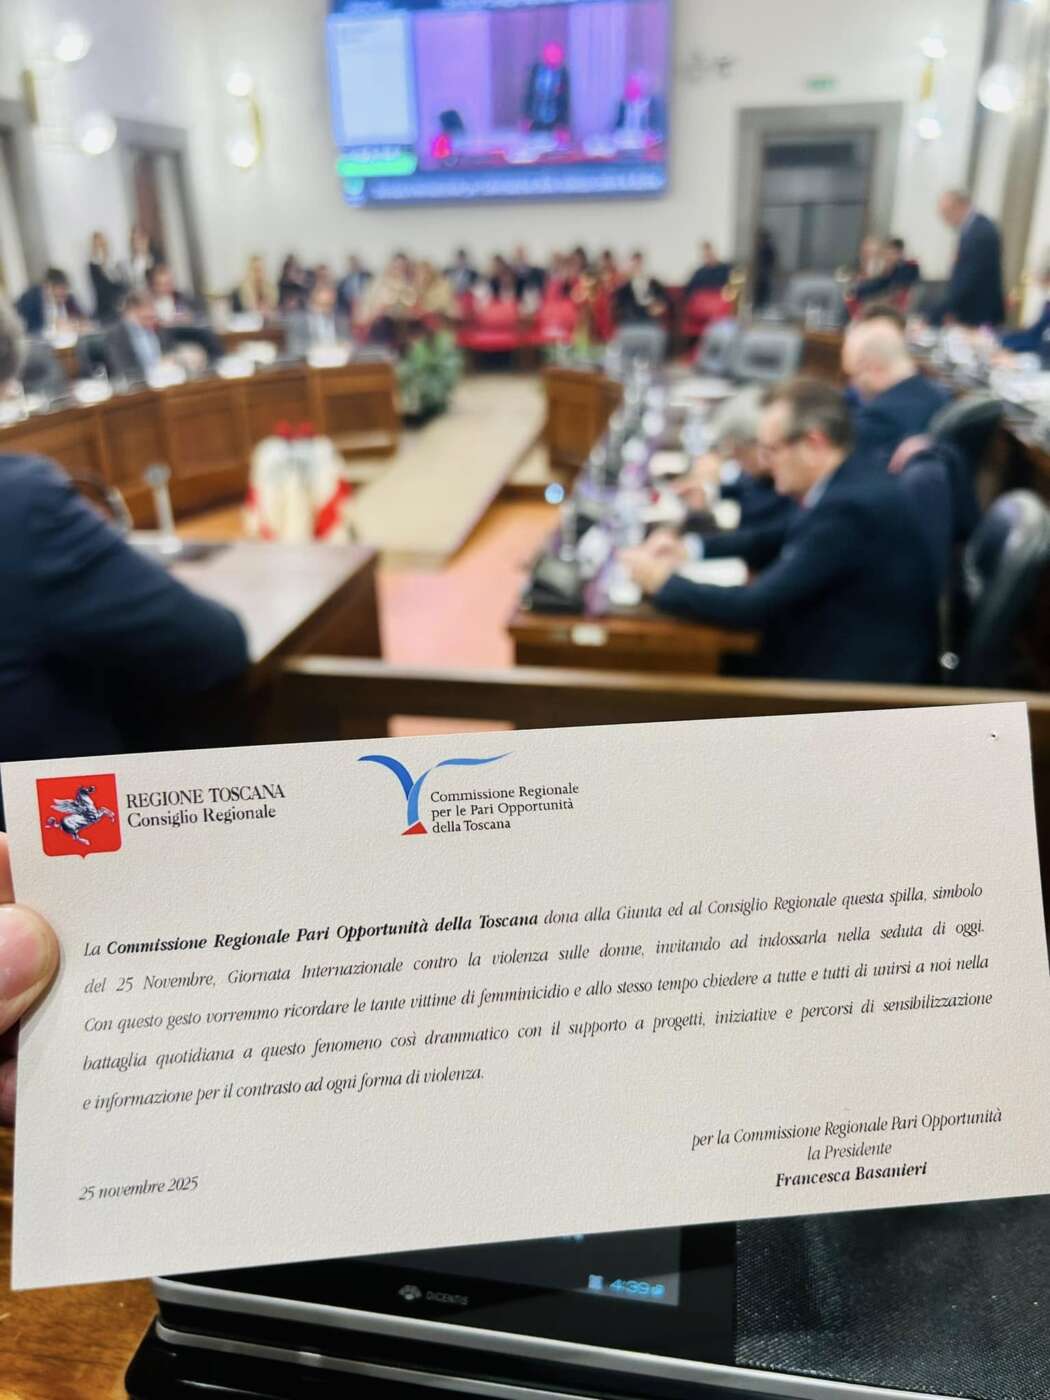 REGIONE TOSCANA
Consiglio Regionale
Commissione Regionale
per le Pari Opportunità
della Toscana
La Commissione Regionale Pari Opportunità della Toscana dona alla Giunta ed al Consiglio Regionale questa spilla, simbolo
del 25 Novembre, Giornata Internazionale contro la violenza sulle donne, invitando ad indossarla nella seduta di oggi.
Con questo gesto vorremmo ricordare le tante vittime di femminicidio e allo stesso tempo chiedere a tutte e tutti di unirsi a noi nella
battaglia quotidiana a questo fenomeno così drammatico con il supporto a progetti, iniziative e percorsi di sensibilizzazione
e informazione per il contrasto ad ogni forma di violenza.
per la Commissione Regionale Pari Opportunità
la Presidente
Francesca Basanieri
25 novembre 2025
4:39
DICENTIS